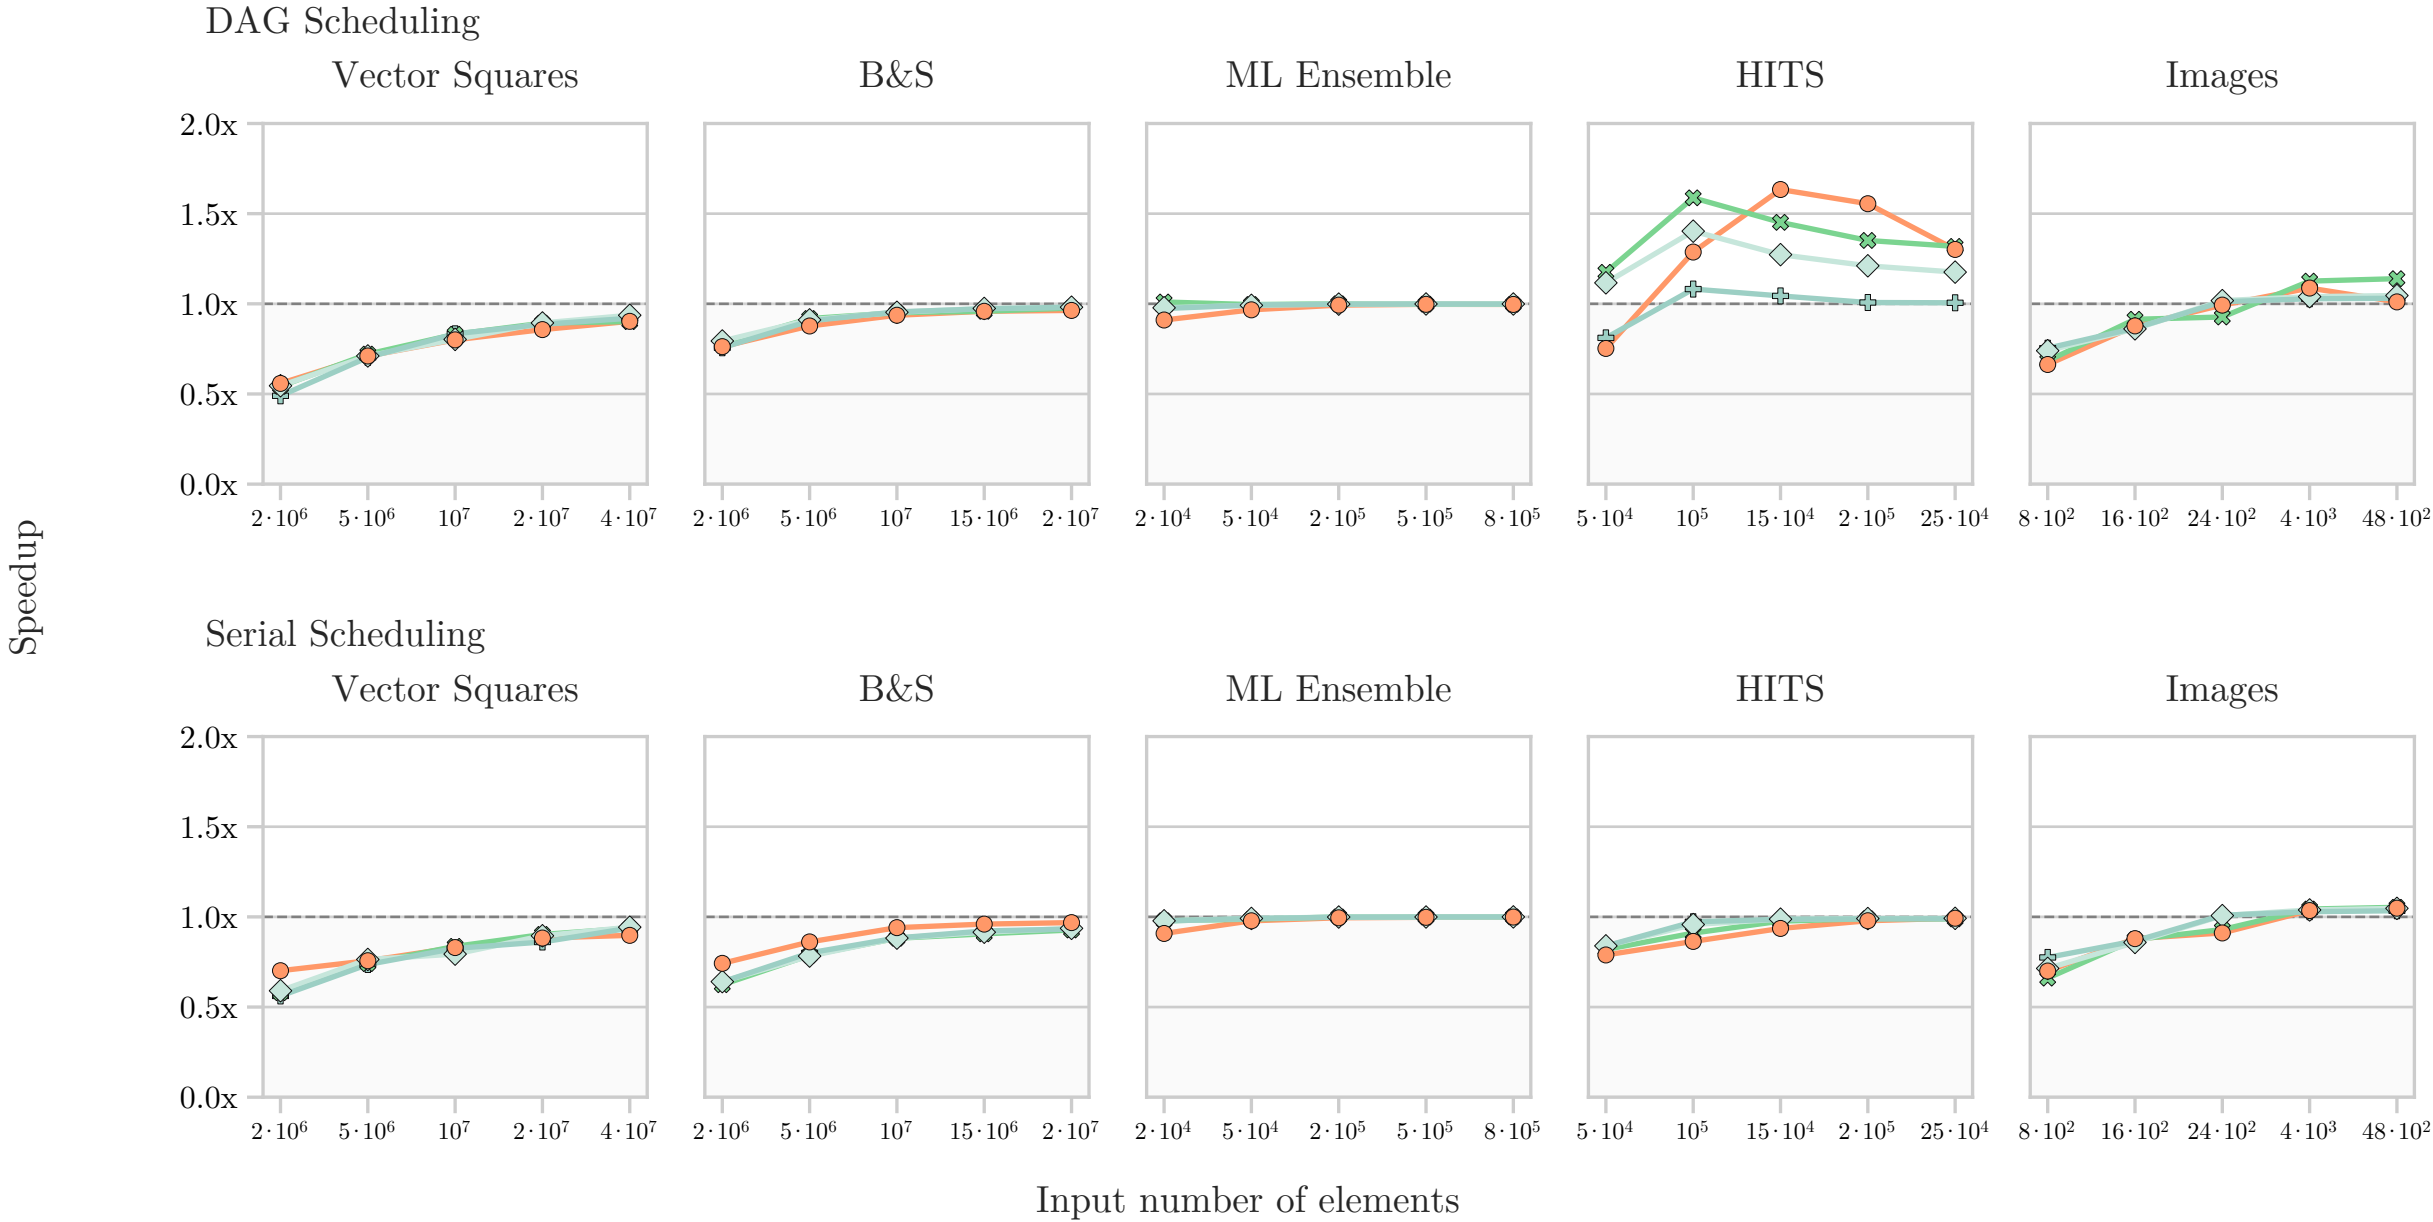 DAG Scheduling
Vector Squares B&S ML Ensemble HITS Images
2.0x
1.5x
1.0x
0.5x
0.0x
2·10⁶ 5·10⁶ 10⁷ 2·10⁷ 4·10⁷ 2·10⁶ 5·10⁶ 10⁷ 15·10⁶ 2·10⁷ 2·10⁴ 5·10⁴ 2·10⁵ 5·10⁵ 8·10⁵ 5·10⁴ 10⁵ 15·10⁴ 2·10⁵ 25·10⁴ 8·10² 16·10² 24·10² 4·10³ 48·10²
Speedup
Serial Scheduling
Vector Squares B&S ML Ensemble HITS Images
2.0x
1.5x
1.0x
0.5x
0.0x
2·10⁶ 5·10⁶ 10⁷ 2·10⁷ 4·10⁷ 2·10⁶ 5·10⁶ 10⁷ 15·10⁶ 2·10⁷ 2·10⁴ 5·10⁴ 2·10⁵ 5·10⁵ 8·10⁵ 5·10⁴ 10⁵ 15·10⁴ 2·10⁵ 25·10⁴ 8·10² 16·10² 24·10² 4·10³ 48·10²
Input number of elements